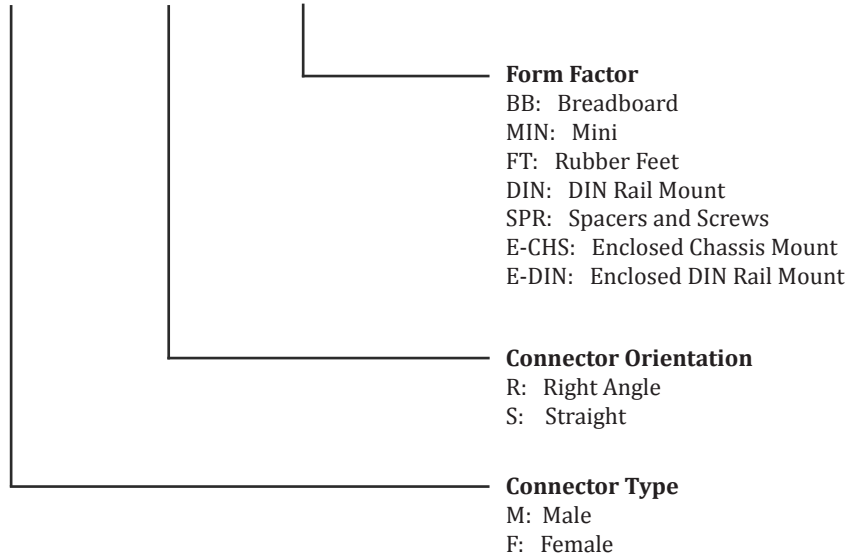 Form Factor
BB: Breadboard
MIN: Mini
FT: Rubber Feet
DIN: DIN Rail Mount
SPR: Spacers and Screws
E-CHS: Enclosed Chassis Mount
E-DIN: Enclosed DIN Rail Mount
Connector Orientation
R: Right Angle
S: Straight
Connector Type
M: Male
F: Female